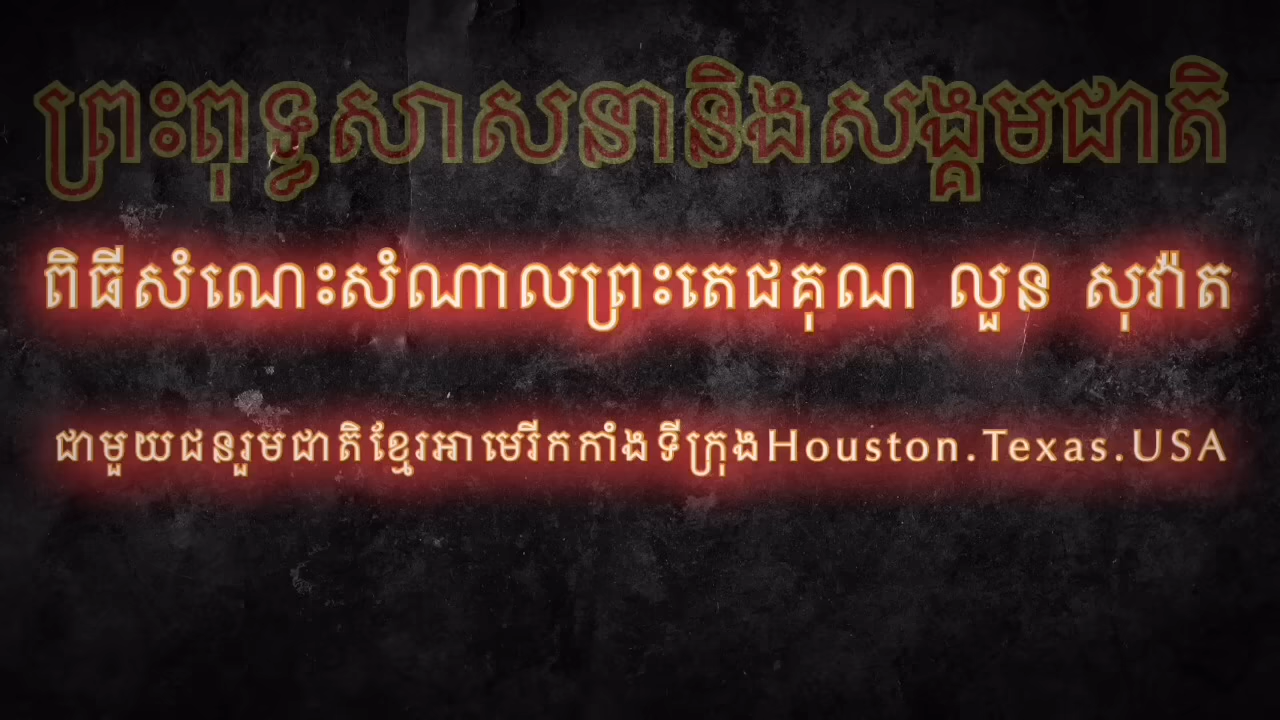 ព្រះពុទ្ធសាសនានិងសង្គមជាតិ
ពិធីសំណេះសំណាលព្រះតេជគុណ លួន សុវ៉ាត
ជាមួយជនរួមជាតិខ្មែរអាមេរីកកាំងទីក្រុងHouston.Texas.USA